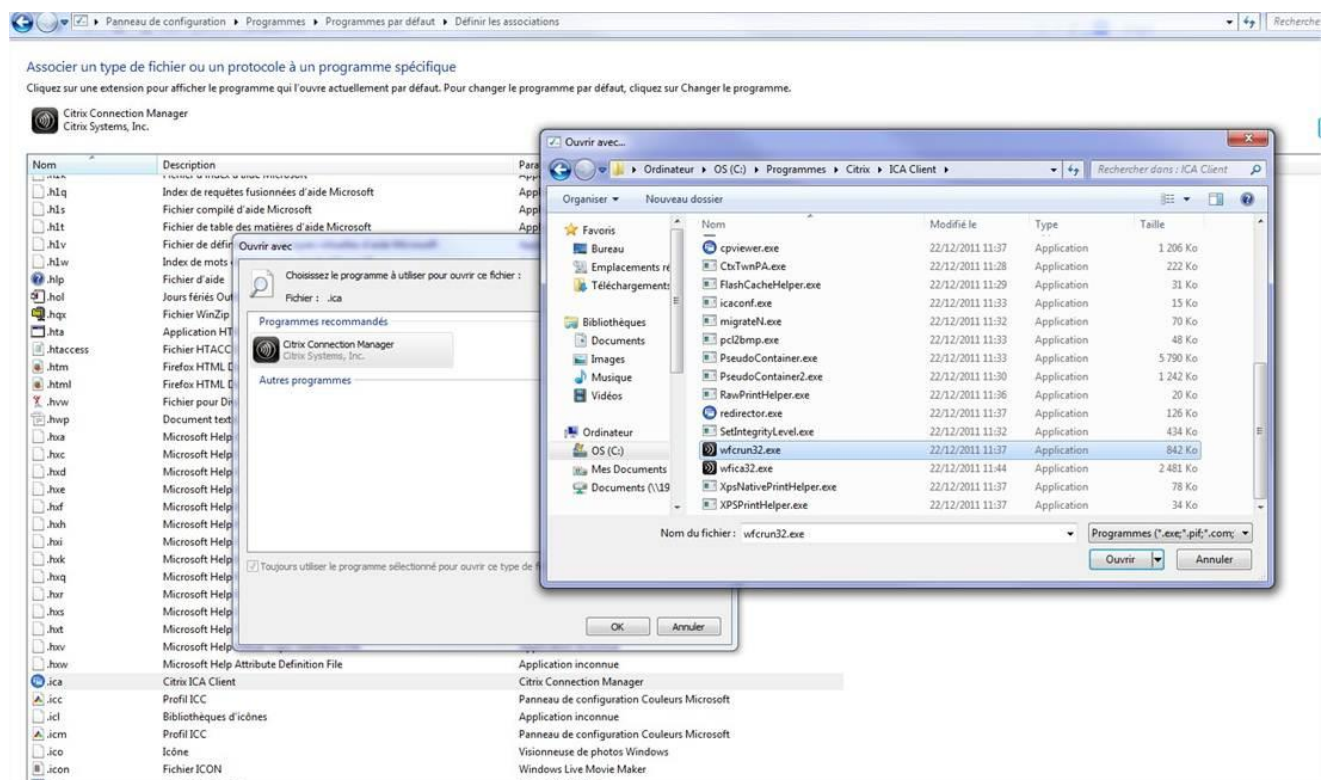 Panneau de configuration ▸ Programmes ▸ Programmes par défaut ▸ Définir les associations
Recherche
Associer un type de fichier ou un protocole à un programme spécifique
Cliquez sur une extension pour afficher le programme qui l'ouvre actuellement par défaut. Pour changer le programme par défaut, cliquez sur Changer le programme.
Citrix Connection Manager
Citrix Systems, Inc.
Nom Description Para
.h1q Index de requêtes fusionnées d'aide Microsoft Appl
.h1s Fichier compilé d'aide Microsoft Appl
.h1t Fichier de table des matières d'aide Microsoft Appl
.h1v Fichier de défin
.h1w Index de mots
.hlp Fichier d'aide
.hol Jours fériés Out
.hqx Fichier WinZip
.hta Application HT
.htaccess Fichier HTACC
.htm Firefox HTML D
.html Firefox HTML D
.hvw Fichier pour Di
.hwp Document text
.hxa Microsoft Help
.hxc Microsoft Help
.hxd Microsoft Help
.hxe Microsoft Help
.hxf Microsoft Help
.hxh Microsoft Help
.hxi Microsoft Help
.hxk Microsoft Help
.hxq Microsoft Help
.hxr Microsoft Help
.hxs Microsoft Help
.hxt Microsoft Help
.hxv Microsoft Help
.hxw Microsoft Help Attribute Definition File Application inconnue
.ica Citrix ICA Client Citrix Connection Manager
.icc Profil ICC Panneau de configuration Couleurs Microsoft
.icl Bibliothèques d'icônes Application inconnue
.icm Profil ICC Panneau de configuration Couleurs Microsoft
.ico Icône Visionneuse de photos Windows
.icon Fichier ICON Windows Live Movie Maker
Ouvrir avec
Choisissez le programme à utiliser pour ouvrir ce fichier :
Fichier : .ica
Programmes recommandés
Citrix Connection Manager
Citrix Systems, Inc.
Autres programmes
Toujours utiliser le programme sélectionné pour ouvrir ce type de
OK Annuler
Ouvrir avec...
Ordinateur ▸ OS (C:) ▸ Programmes ▸ Citrix ▸ ICA Client ▸
Rechercher dans : ICA Client
Organiser Nouveau dossier
Favoris
Bureau
Emplacements ré
Téléchargements
Bibliothèques
Documents
Images
Musique
Vidéos
Ordinateur
OS (C:)
Mes Documents
Documents (\\19
Nom Modifié le Type Taille
cpviewer.exe 22/12/2011 11:37 Application 1 206 Ko
CtxTwnPA.exe 22/12/2011 11:28 Application 222 Ko
FlashCacheHelper.exe 22/12/2011 11:29 Application 31 Ko
icaconf.exe 22/12/2011 11:33 Application 15 Ko
migrateN.exe 22/12/2011 11:32 Application 70 Ko
pcl2bmp.exe 22/12/2011 11:33 Application 48 Ko
PseudoContainer.exe 22/12/2011 11:33 Application 5 790 Ko
PseudoContainer2.exe 22/12/2011 11:30 Application 1 242 Ko
RawPrintHelper.exe 22/12/2011 11:36 Application 20 Ko
redirector.exe 22/12/2011 11:37 Application 126 Ko
SetIntegrityLevel.exe 22/12/2011 11:32 Application 434 Ko
wfcrun32.exe 22/12/2011 11:37 Application 842 Ko
wfica32.exe 22/12/2011 11:44 Application 2 481 Ko
XpsNativePrintHelper.exe 22/12/2011 11:37 Application 78 Ko
XPSPrintHelper.exe 22/12/2011 11:37 Application 34 Ko
Nom du fichier : wfcrun32.exe
Programmes (*.exe;*.pif;*.com;
Ouvrir Annuler